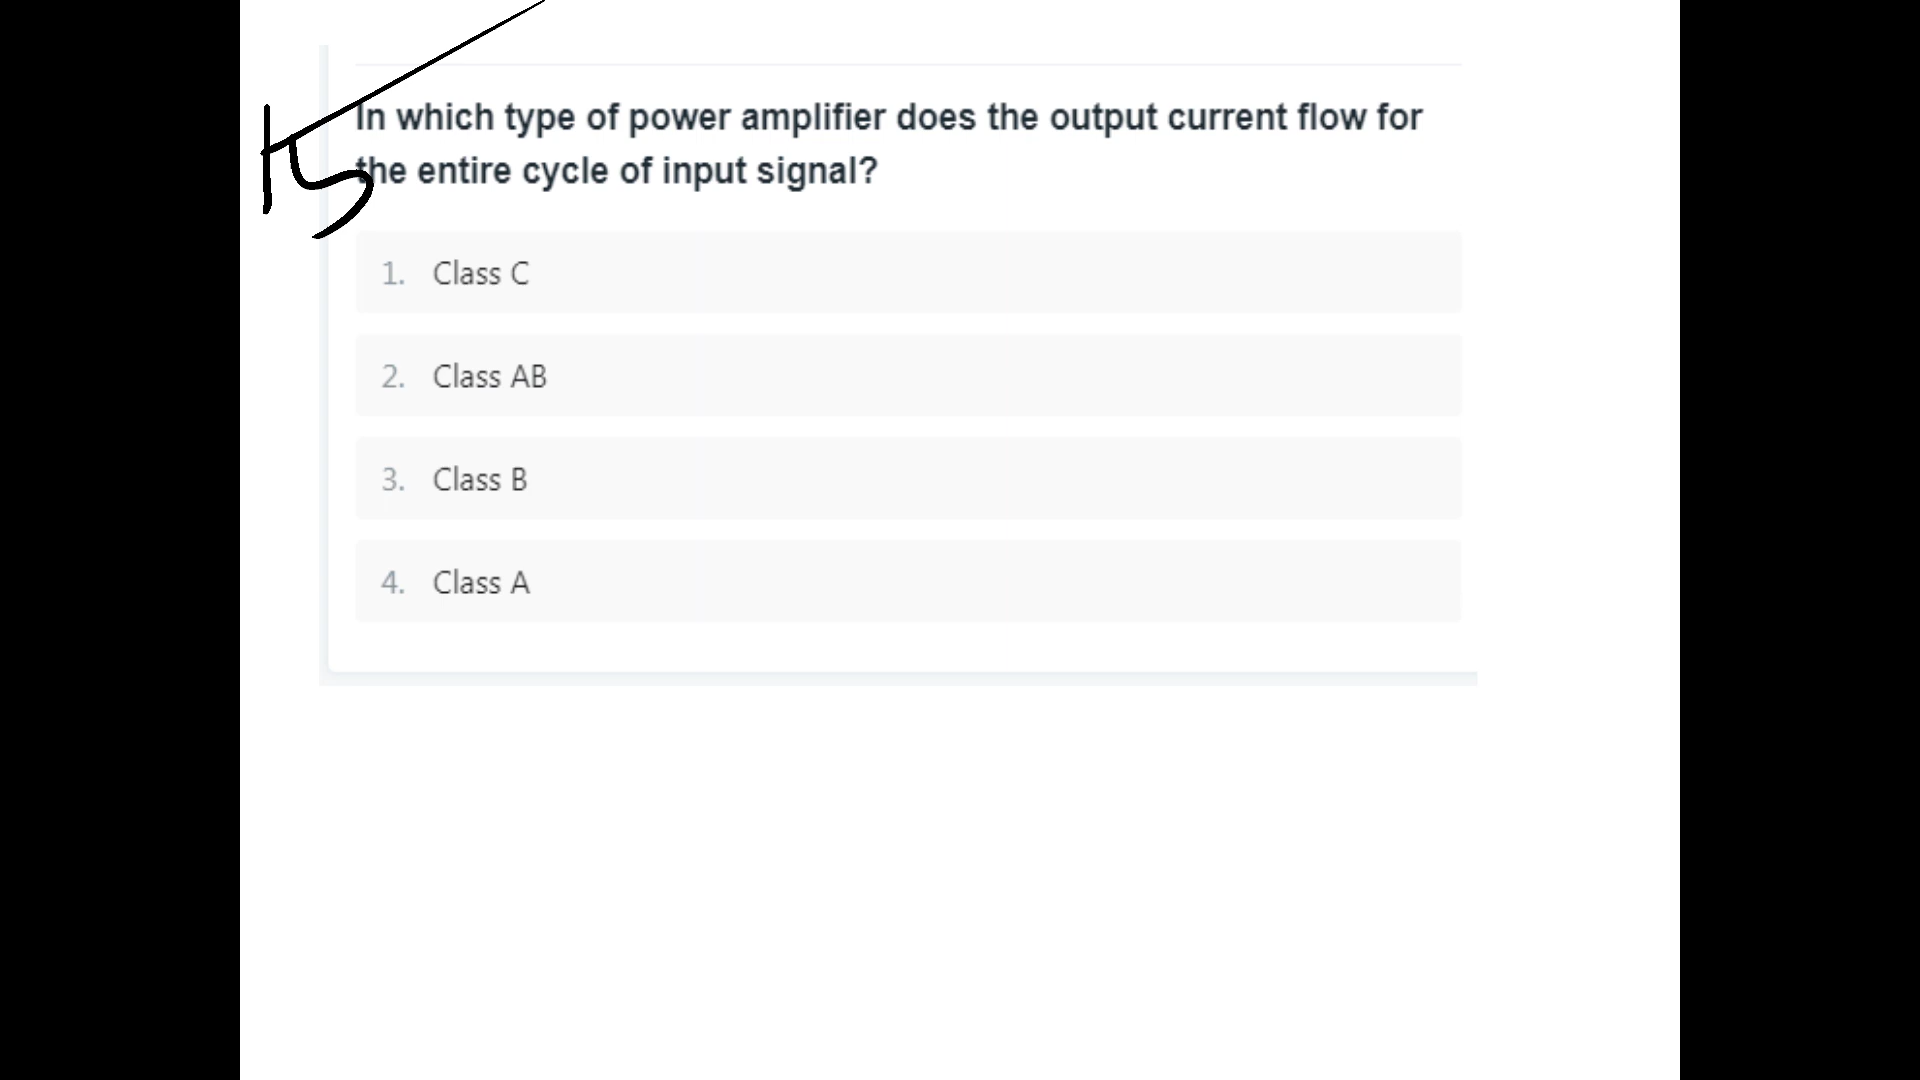 15
In which type of power amplifier does the output current flow for
the entire cycle of input signal?
1. Class C
2. Class AB
3. Class B
4. Class A